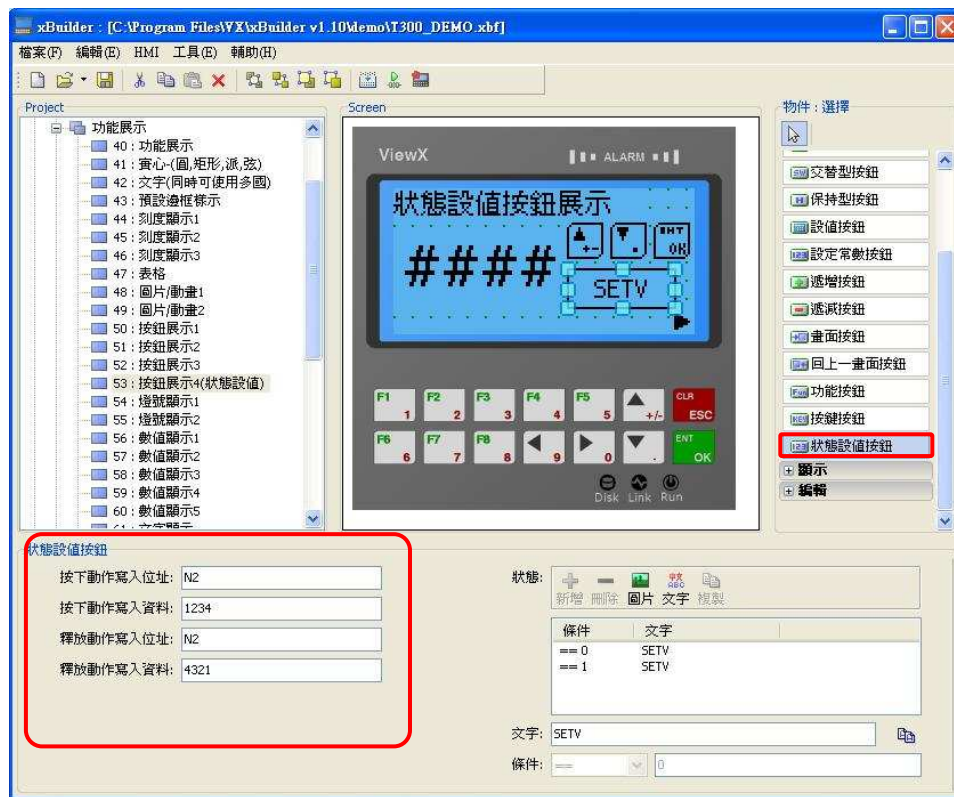 xBuilder : [C:\Program Files\VX\xBuilder v1.10\demo\T300_DEMO.xbf]
檔案(F) 編輯(E) HMI 工具(E) 輔助(H)
Project
功能展示
40 : 功能展示
41 : 實心-(圓,矩形,派,弦)
42 : 文字(同時可使用多國)
43 : 預設邊框樣示
44 : 刻度顯示1
45 : 刻度顯示2
46 : 刻度顯示3
47 : 表格
48 : 圖片/動畫1
49 : 圖片/動畫2
50 : 按鈕展示1
51 : 按鈕展示2
52 : 按鈕展示3
53 : 按鈕展示4(狀態設值)
54 : 燈號顯示1
55 : 燈號顯示2
56 : 數值顯示1
57 : 數值顯示2
58 : 數值顯示3
59 : 數值顯示4
60 : 數值顯示5
Screen
ViewX
ALARM
狀態設值按鈕展示
+-
.
ENT
OK
####
SETV
F1 1
F2 2
F3 3
F4 4
F5 5
+/-
CLR
ESC
F6 6
F7 7
F8 8
9
0
.
ENT
OK
Disk Link Run
物件 : 選擇
交替型按鈕
保持型按鈕
設值按鈕
設定常數按鈕
遞增按鈕
遞減按鈕
畫面按鈕
回上一畫面按鈕
功能按鈕
按鍵按鈕
狀態設值按鈕
顯示
編輯
狀態設值按鈕
按下動作寫入位址: N2
按下動作寫入資料: 1234
釋放動作寫入位址: N2
釋放動作寫入資料: 4321
狀態:
新增 刪除 圖片 文字 複製
條件 文字
== 0 SETV
== 1 SETV
文字: SETV
條件: == 0